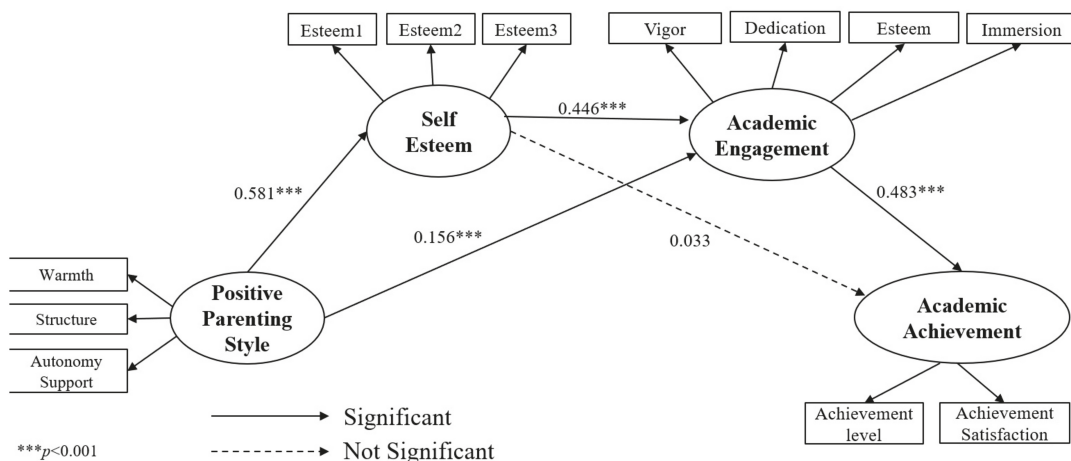 Esteem1
Esteem2
Esteem3
Vigor
Dedication
Esteem
Immersion
Self
Esteem
0.446***
Academic
Engagement
0.581***
0.156***
0.483***
0.033
Warmth
Structure
Autonomy
Support
Positive
Parenting
Style
Academic
Achievement
Achievement
level
Achievement
Satisfaction
Significant
Not Significant
***p<0.001